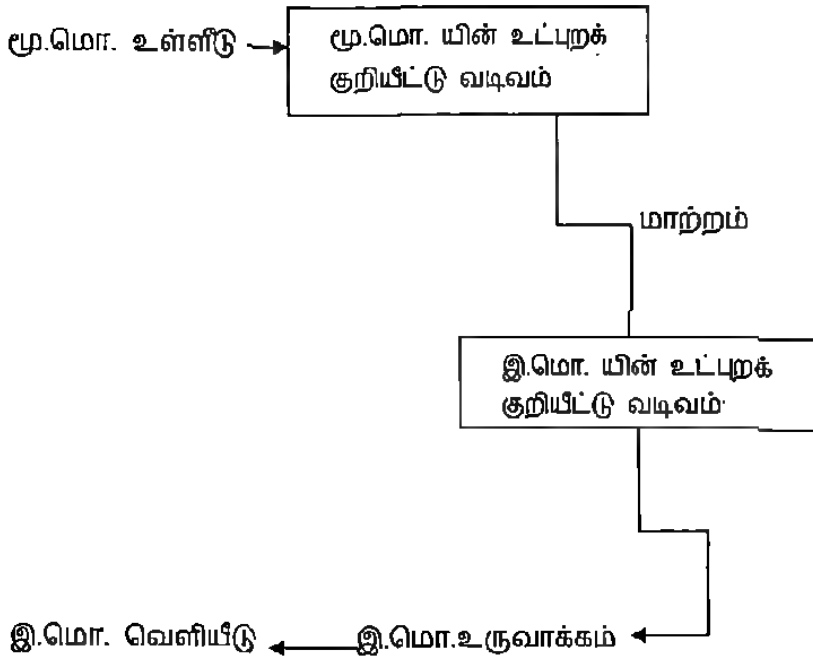 மூ.மொ. உள்ளீடு
மூ.மொ. யின் உட்புறக்
குறியீட்டு வடிவம்
மாற்றம்
இ.மொ. யின் உட்புறக்
குறியீட்டு வடிவம்
இ.மொ. வெளியீடு
இ.மொ.உருவாக்கம்